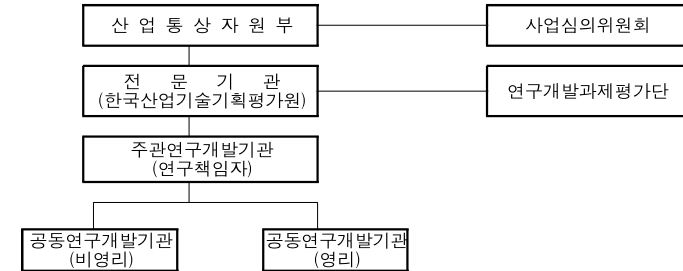 산 업 통 상 자 원 부
사업심의위원회
전 문 기 관
(한국산업기술기획평가원)
연구개발과제평가단
주관연구개발기관
(연구책임자)
공동연구개발기관
(비영리)
공동연구개발기관
(영리)